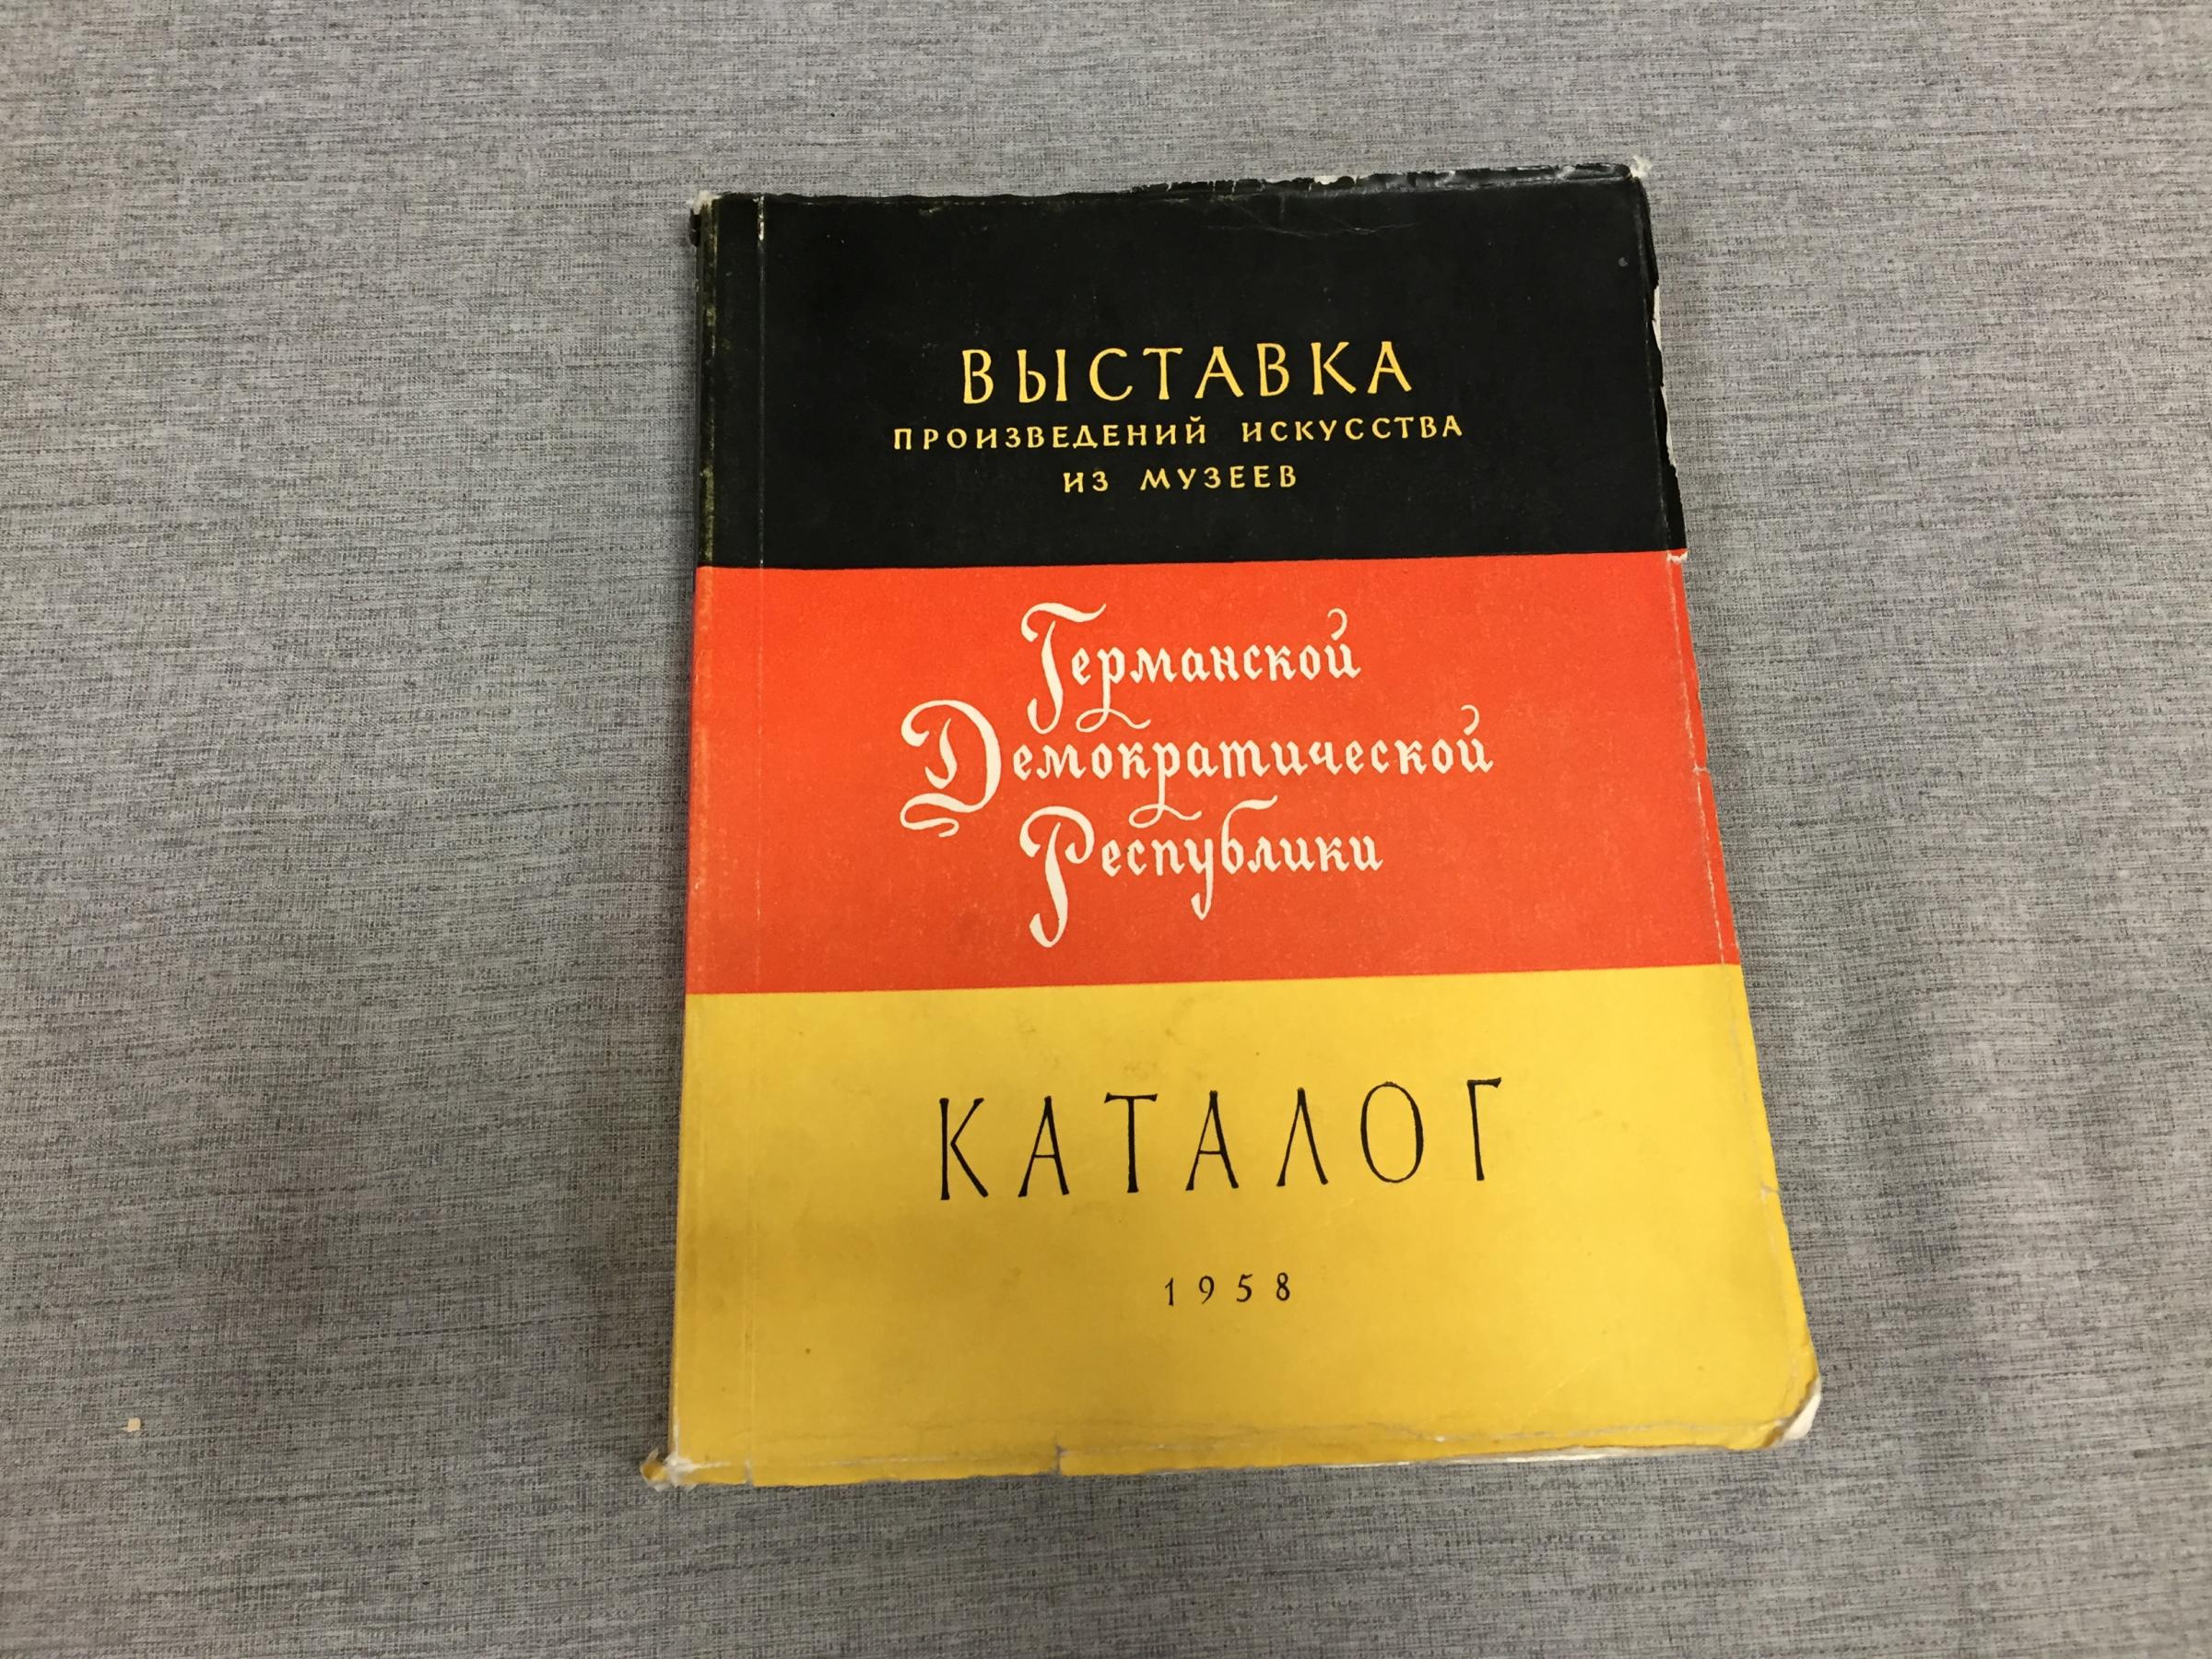 ВЫСТАВКА
ПРОИЗВЕДЕНИЙ ИСКУССТВА
ИЗ МУЗЕЕВ
Германской
Демократической
Республики
КАТАЛОГ
1958